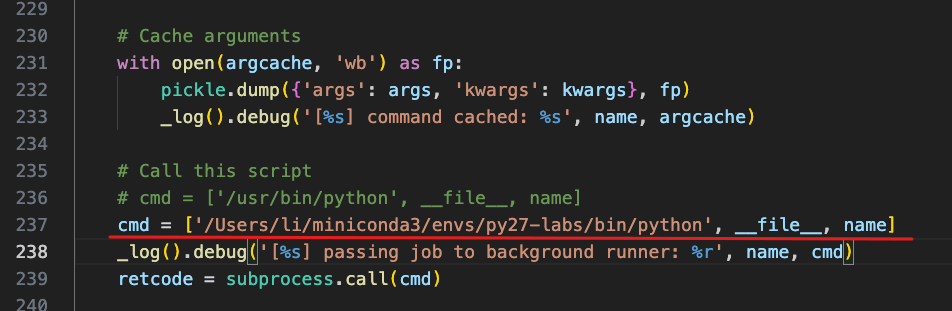 229
230 # Cache arguments
231 with open(argcache, 'wb') as fp:
232 pickle.dump({'args': args, 'kwargs': kwargs}, fp)
233 _log().debug('[%s] command cached: %s', name, argcache)
234
235 # Call this script
236 # cmd = ['/usr/bin/python', __file__, name]
237 cmd = ['/Users/li/miniconda3/envs/py27-labs/bin/python', __file__, name]
238 _log().debug('[%s] passing job to background runner: %r', name, cmd)
239 retcode = subprocess.call(cmd)
240